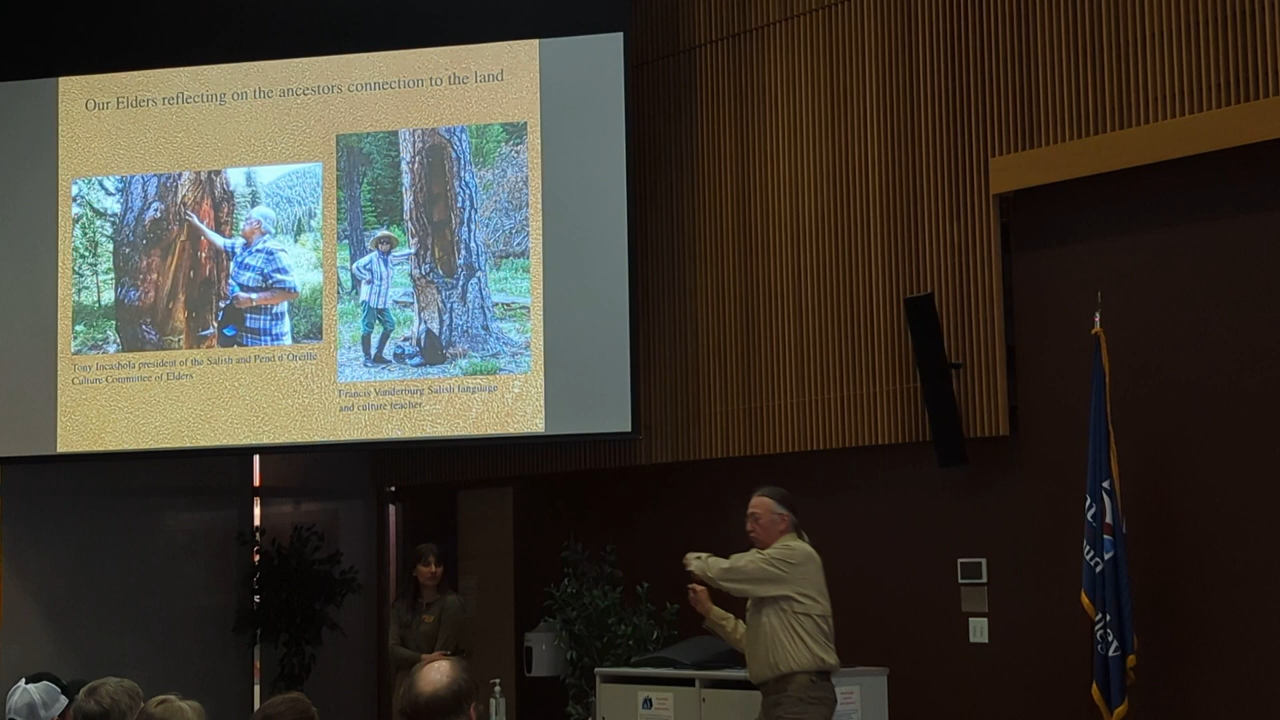 Our Elders reflecting on the ancestors connection to the land
Tony Incashola president of the Salish and Pend d'Oreille
Culture Committee of Elders
Francis Vanderburg Salish language
and culture teacher.